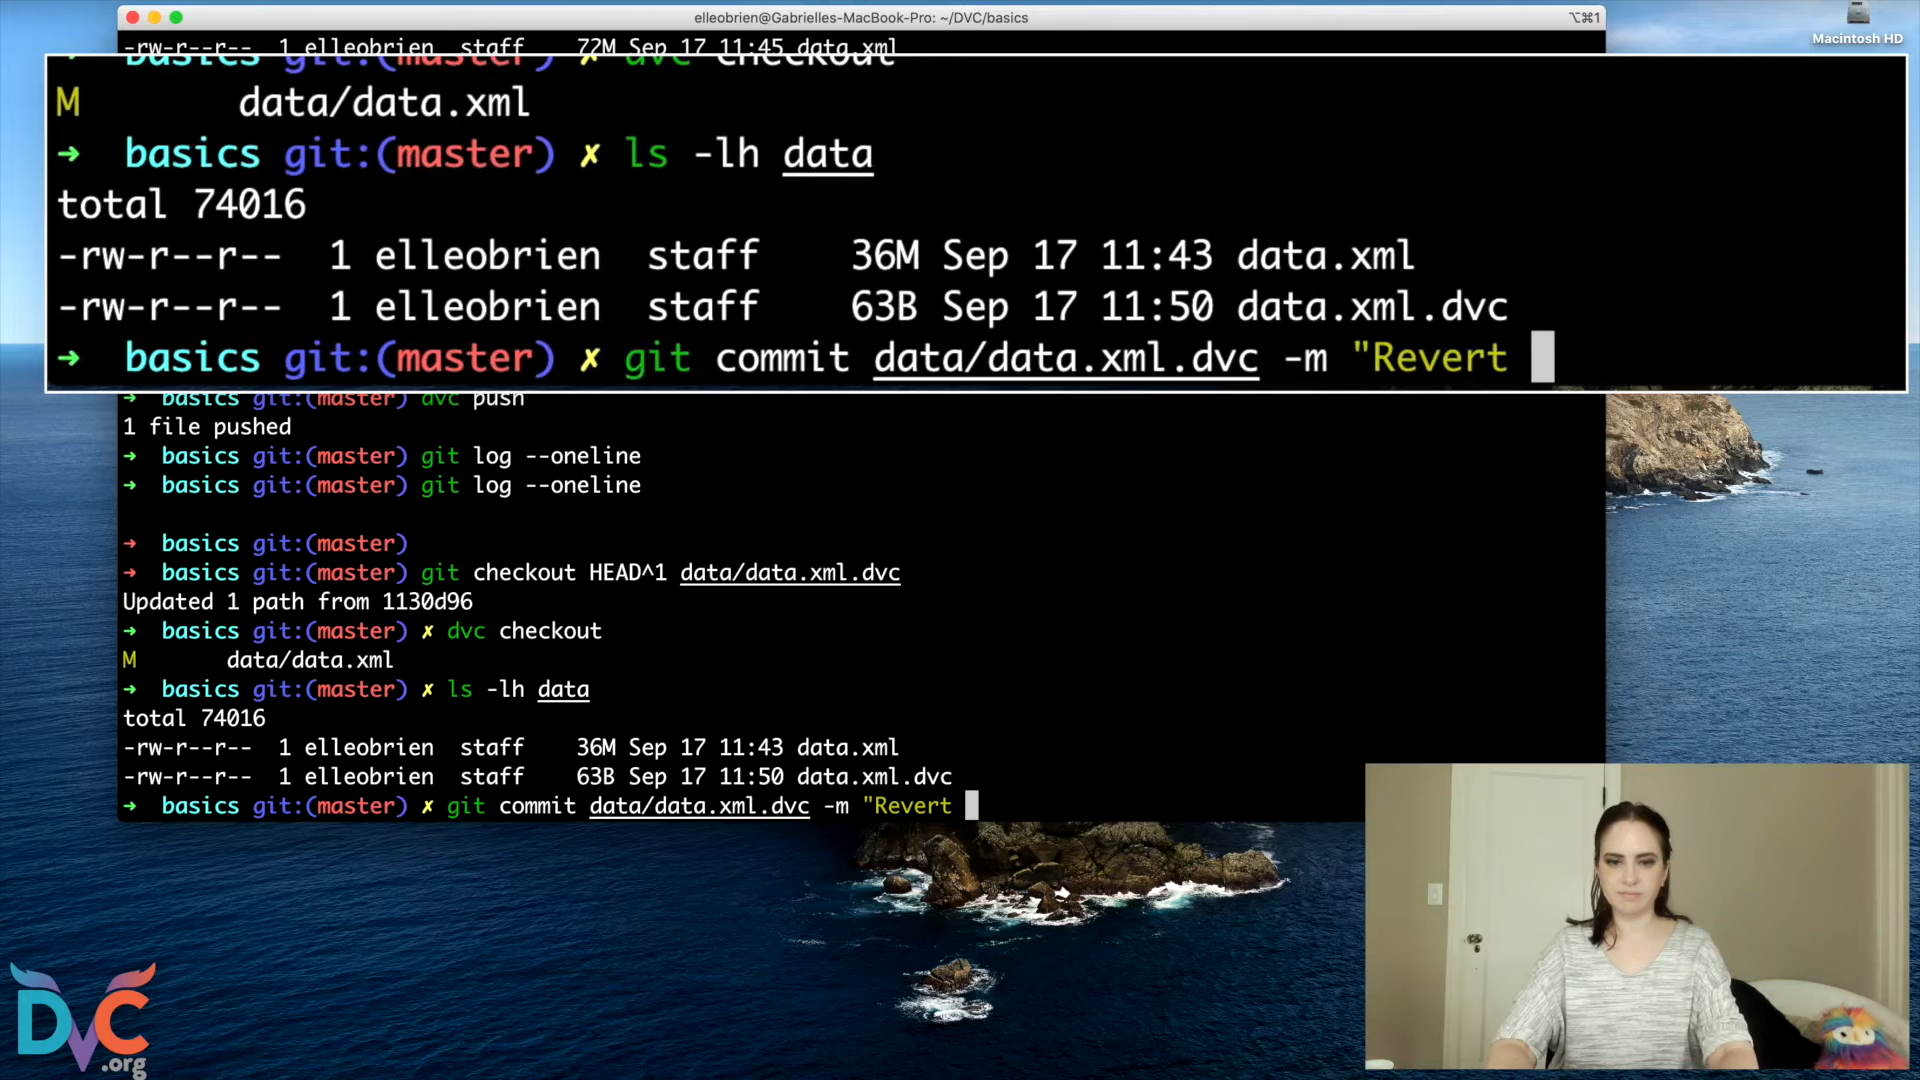 elleobrien@Gabrielles-MacBook-Pro: ~/DVC/basics
⌥⌘1
Macintosh HD
-rw-r--r-- 1 elleobrien staff 72M Sep 17 11:45 data.xml
➜ basics git:(master) ✗ dvc checkout
M data/data.xml
➜ basics git:(master) ✗ ls -lh data
total 74016
-rw-r--r-- 1 elleobrien staff 36M Sep 17 11:43 data.xml
-rw-r--r-- 1 elleobrien staff 63B Sep 17 11:50 data.xml.dvc
➜ basics git:(master) ✗ git commit data/data.xml.dvc -m "Revert
➜ basics git:(master) dvc push
1 file pushed
➜ basics git:(master) git log --oneline
➜ basics git:(master) git log --oneline
➜ basics git:(master)
➜ basics git:(master) git checkout HEAD^1 data/data.xml.dvc
Updated 1 path from 1130d96
➜ basics git:(master) ✗ dvc checkout
M data/data.xml
➜ basics git:(master) ✗ ls -lh data
total 74016
-rw-r--r-- 1 elleobrien staff 36M Sep 17 11:43 data.xml
-rw-r--r-- 1 elleobrien staff 63B Sep 17 11:50 data.xml.dvc
➜ basics git:(master) ✗ git commit data/data.xml.dvc -m "Revert
DVC
.org